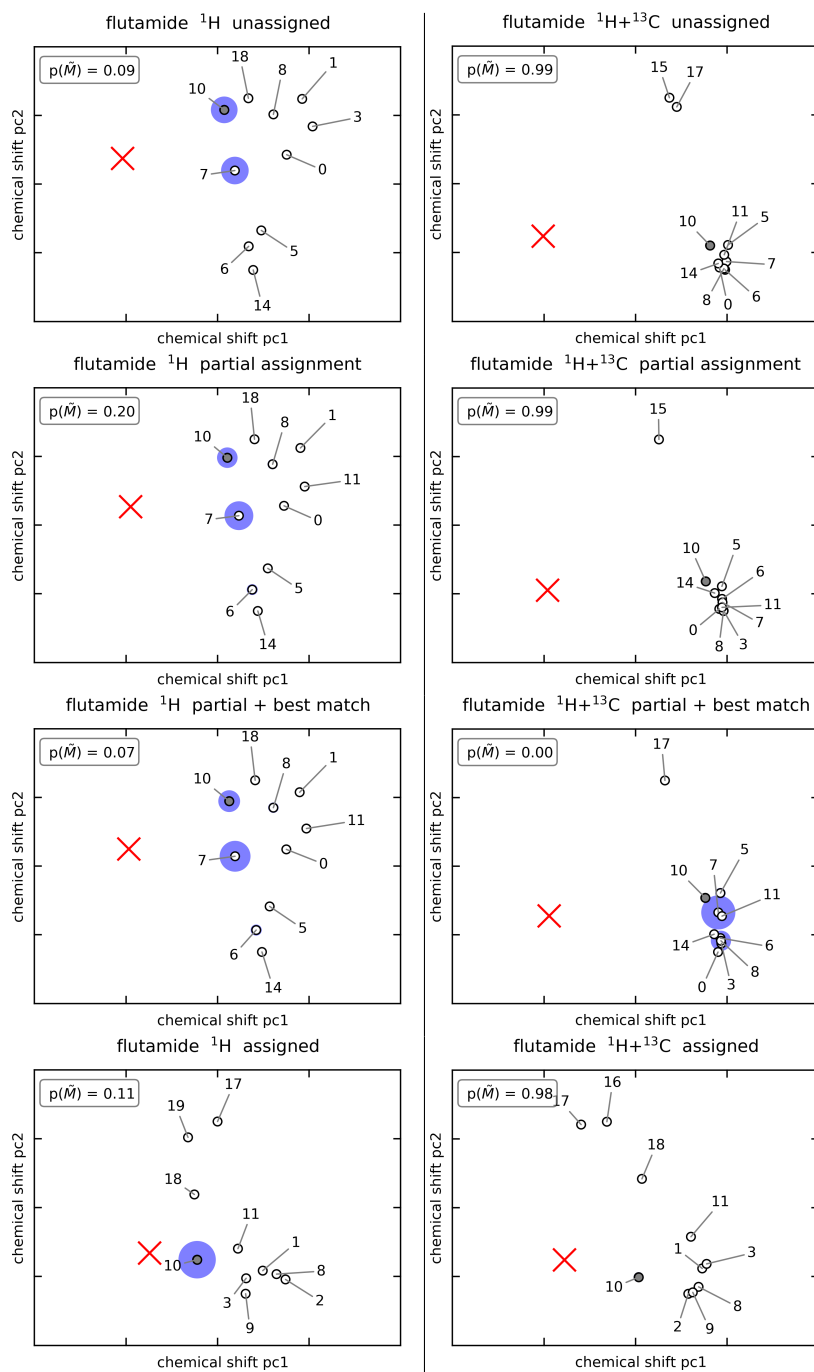 flutamide ¹H unassigned
p(M̃) = 0.09
18
8
1
10
3
7
0
5
6
14
chemical shift pc2
chemical shift pc1
flutamide ¹H+¹³C unassigned
p(M̃) = 0.99
15
17
10
11
5
14
7
8
0
6
chemical shift pc2
chemical shift pc1
flutamide ¹H partial assignment
p(M̃) = 0.20
18
8
1
10
11
7
0
5
6
14
chemical shift pc2
chemical shift pc1
flutamide ¹H+¹³C partial assignment
p(M̃) = 0.99
15
10
5
14
6
11
0
7
8
3
chemical shift pc2
chemical shift pc1
flutamide ¹H partial + best match
p(M̃) = 0.07
18
8
1
10
11
7
0
5
6
14
chemical shift pc2
chemical shift pc1
flutamide ¹H+¹³C partial + best match
p(M̃) = 0.00
17
10
7
5
11
14
6
8
0
3
chemical shift pc2
chemical shift pc1
flutamide ¹H assigned
p(M̃) = 0.11
19
17
18
11
10
1
8
3
2
9
chemical shift pc2
chemical shift pc1
flutamide ¹H+¹³C assigned
p(M̃) = 0.98
17
16
18
11
1
3
10
8
2
9
chemical shift pc2
chemical shift pc1